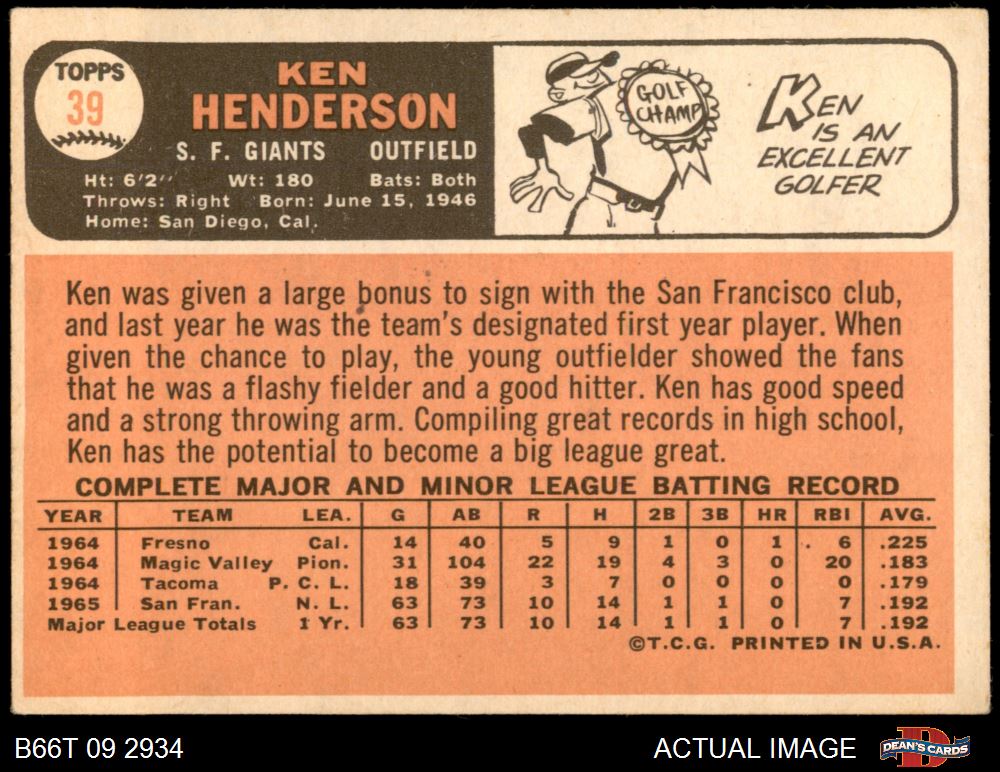 TOPPS
39
KEN
HENDERSON
S. F. GIANTS OUTFIELD
Ht: 6'2" Wt: 180 Bats: Both
Throws: Right Born: June 15, 1946
Home: San Diego, Cal.
GOLF
CHAMP
KEN
IS AN
EXCELLENT
GOLFER
Ken was given a large bonus to sign with the San Francisco club,
and last year he was the team's designated first year player. When
given the chance to play, the young outfielder showed the fans
that he was a flashy fielder and a good hitter. Ken has good speed
and a strong throwing arm. Compiling great records in high school,
Ken has the potential to become a big league great.
COMPLETE MAJOR AND MINOR LEAGUE BATTING RECORD
YEAR TEAM LEA. G AB R H 2B 3B HR RBI AVG.
1964 Fresno Cal. 14 40 5 9 1 0 1 6 .225
1964 Magic Valley Pion. 31 104 22 19 4 3 0 20 .183
1964 Tacoma P. C. L. 18 39 3 7 0 0 0 0 .179
1965 San Fran. N. L. 63 73 10 14 1 1 0 7 .192
Major League Totals 1 Yr. 63 73 10 14 1 1 0 7 .192
©T.C.G. PRINTED IN U.S.A.
B66T 09 2934
ACTUAL IMAGE
D
DEAN'S CARDS